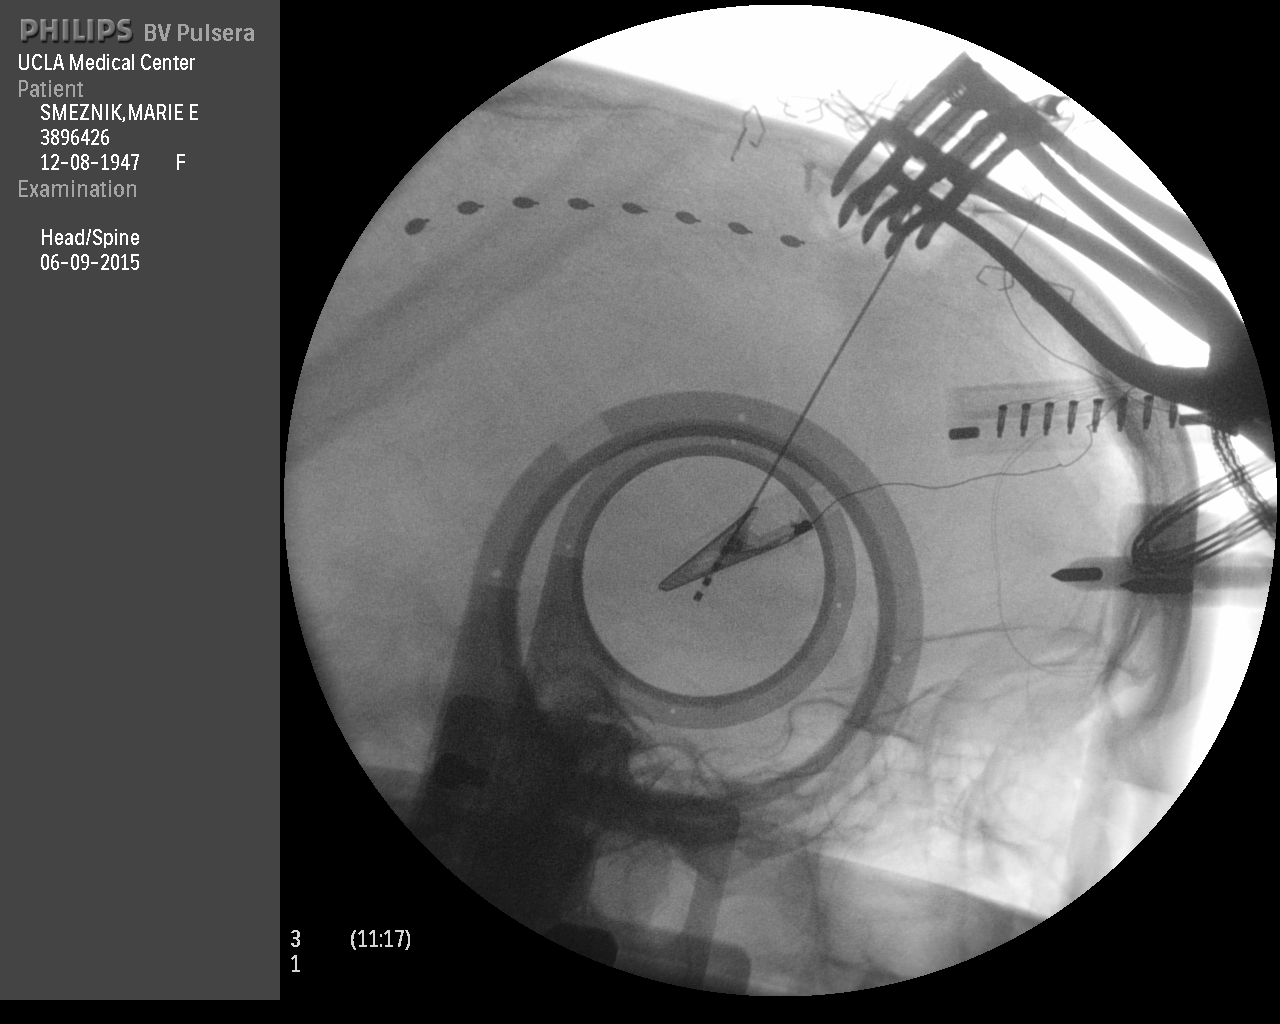 PHILIPS BV Pulsera
UCLA Medical Center
Patient
SMEZNIK,MARIE E
3896426
12-08-1947 F
Examination
Head/Spine
06-09-2015
3 (11:17)
1